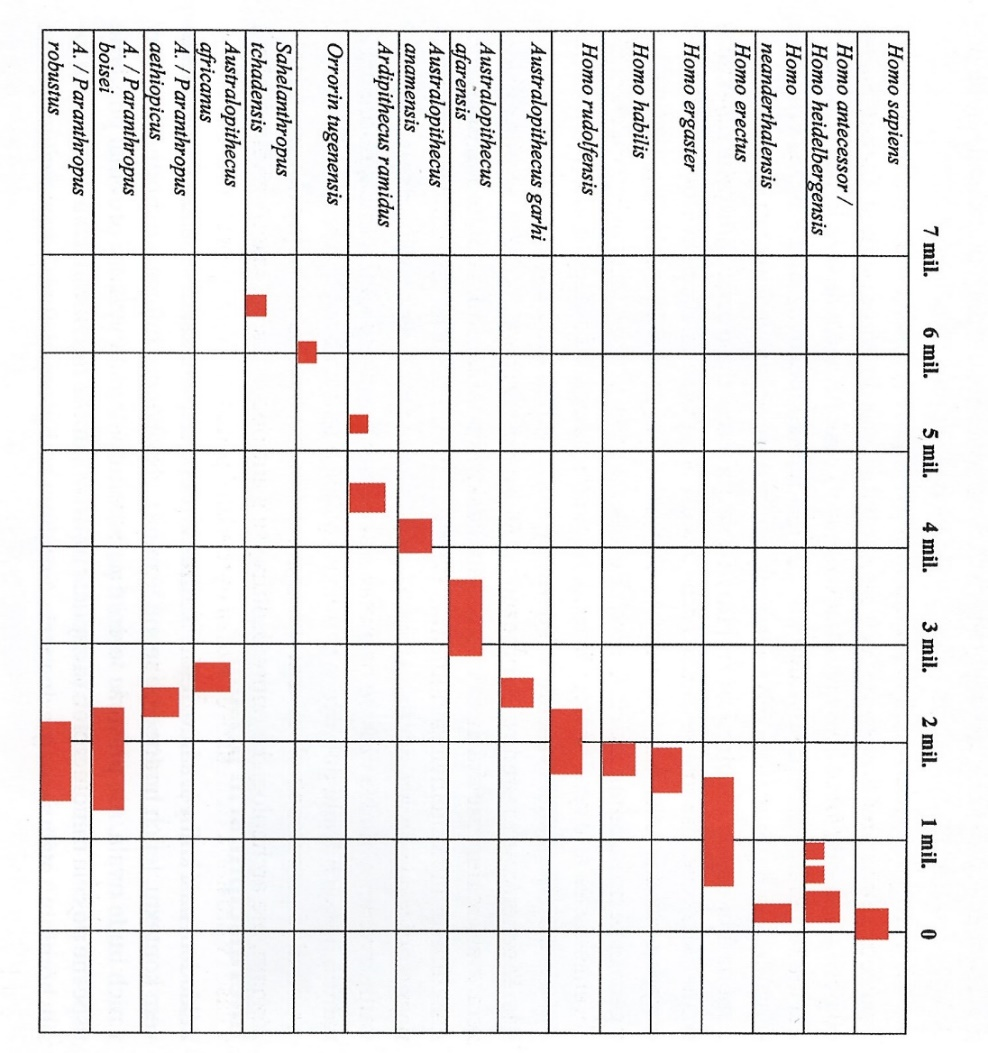 7 mil. 6 mil. 5 mil. 4 mil. 3 mil. 2 mil. 1 mil. 0
Homo sapiens
Homo antecessor /
Homo heidelbergensis
Homo
neanderthalensis
Homo erectus
Homo ergaster
Homo habilis
Homo rudolfensis
Australopithecus garhi
Australopithecus
afarensis
Australopithecus
anamensis
Ardipithecus ramidus
Orrorin tugenensis
Sahelanthropus
tchadensis
Australopithecus
africanus
A. / Paranthropus
aethiopicus
A. / Paranthropus
boisei
A. / Paranthropus
robustus